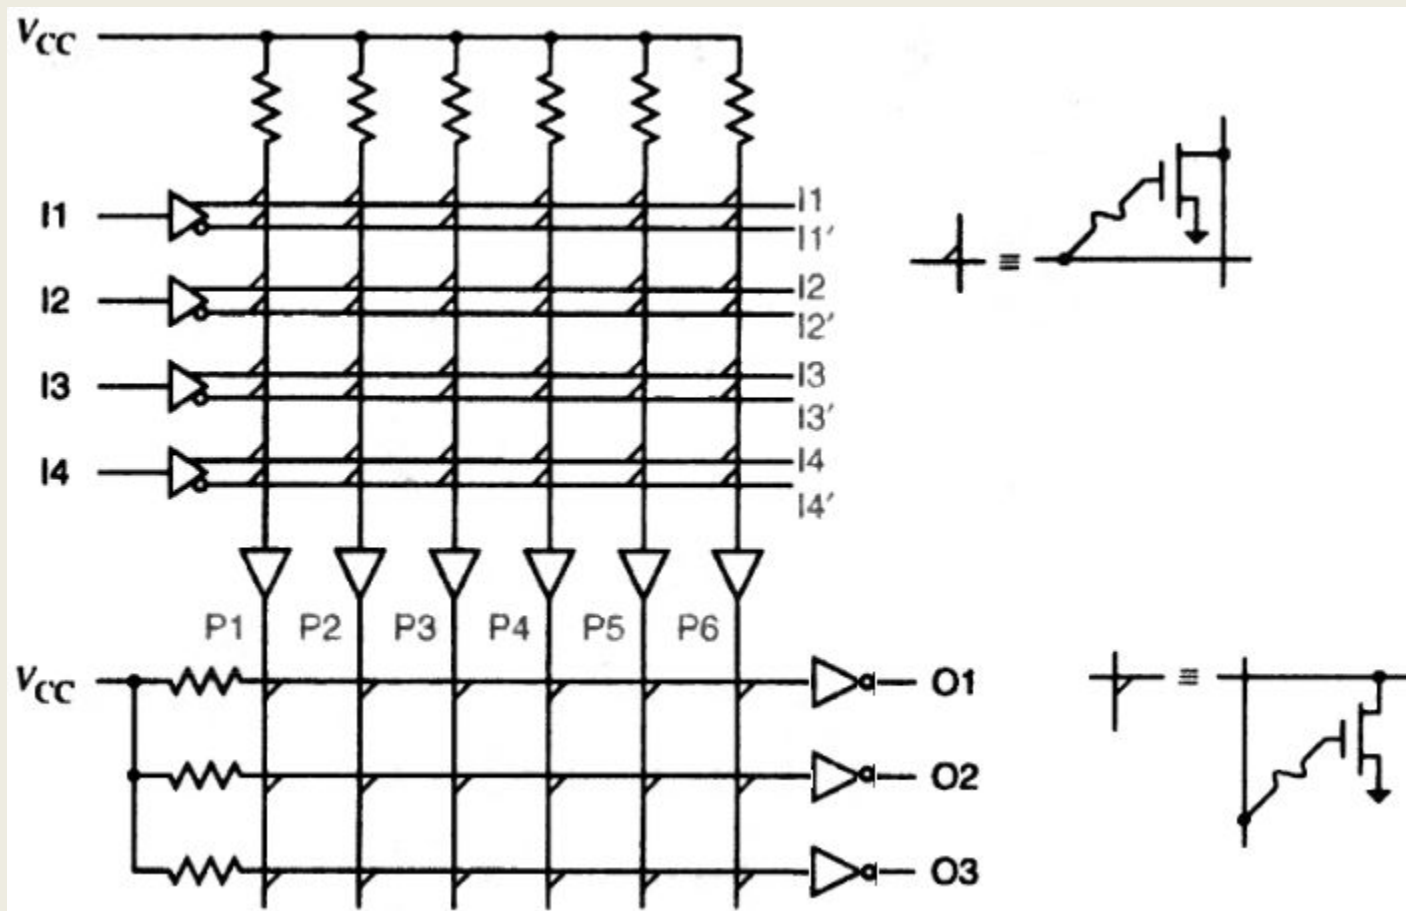 VCC
I1
I1
I1′
I2
I2
I2′
I3
I3
I3′
I4
I4
I4′
≡
P1 P2 P3 P4 P5 P6
VCC
O1
≡
O2
O3